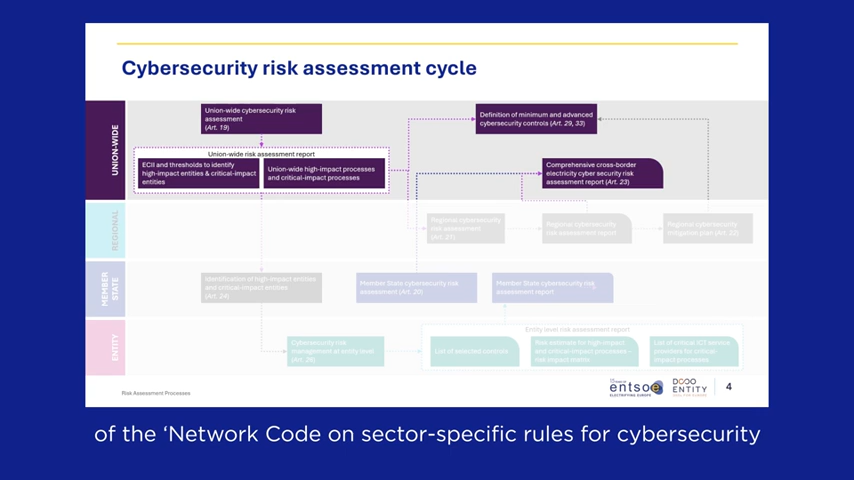 Cybersecurity risk assessment cycle
UNION-WIDE
Union-wide cybersecurity risk
assessment
(Art. 19)
Definition of minimum and advanced
cybersecurity controls (Art. 29, 33)
Union-wide risk assessment report
ECII and thresholds to identify
high-impact entities & critical-impact
entities
Union-wide high-impact processes
and critical-impact processes
Comprehensive cross-border
electricity cyber security risk
assessment report (Art. 23)
REGIONAL
Regional cybersecurity
risk assessment
(Art. 21)
Regional cybersecurity
risk assessment report
Regional cybersecurity
mitigation plan (Art. 22)
MEMBER
STATE
Identification of high-impact entities
and critical-impact entities
(Art. 24)
Member State cybersecurity risk
assessment (Art. 20)
Member State cybersecurity risk
assessment report
ENTITY
Cybersecurity risk
management at entity level
(Art. 26)
Entity level risk assessment report
List of selected controls
Risk estimate for high-impact
and critical-impact processes –
risk impact matrix
List of critical ICT service
providers for critical-
impact processes
Risk Assessment Processes
entsoe
ELECTRIFYING EUROPE
DSOO
ENTITY
4
of the ‘Network Code on sector-specific rules for cybersecurity